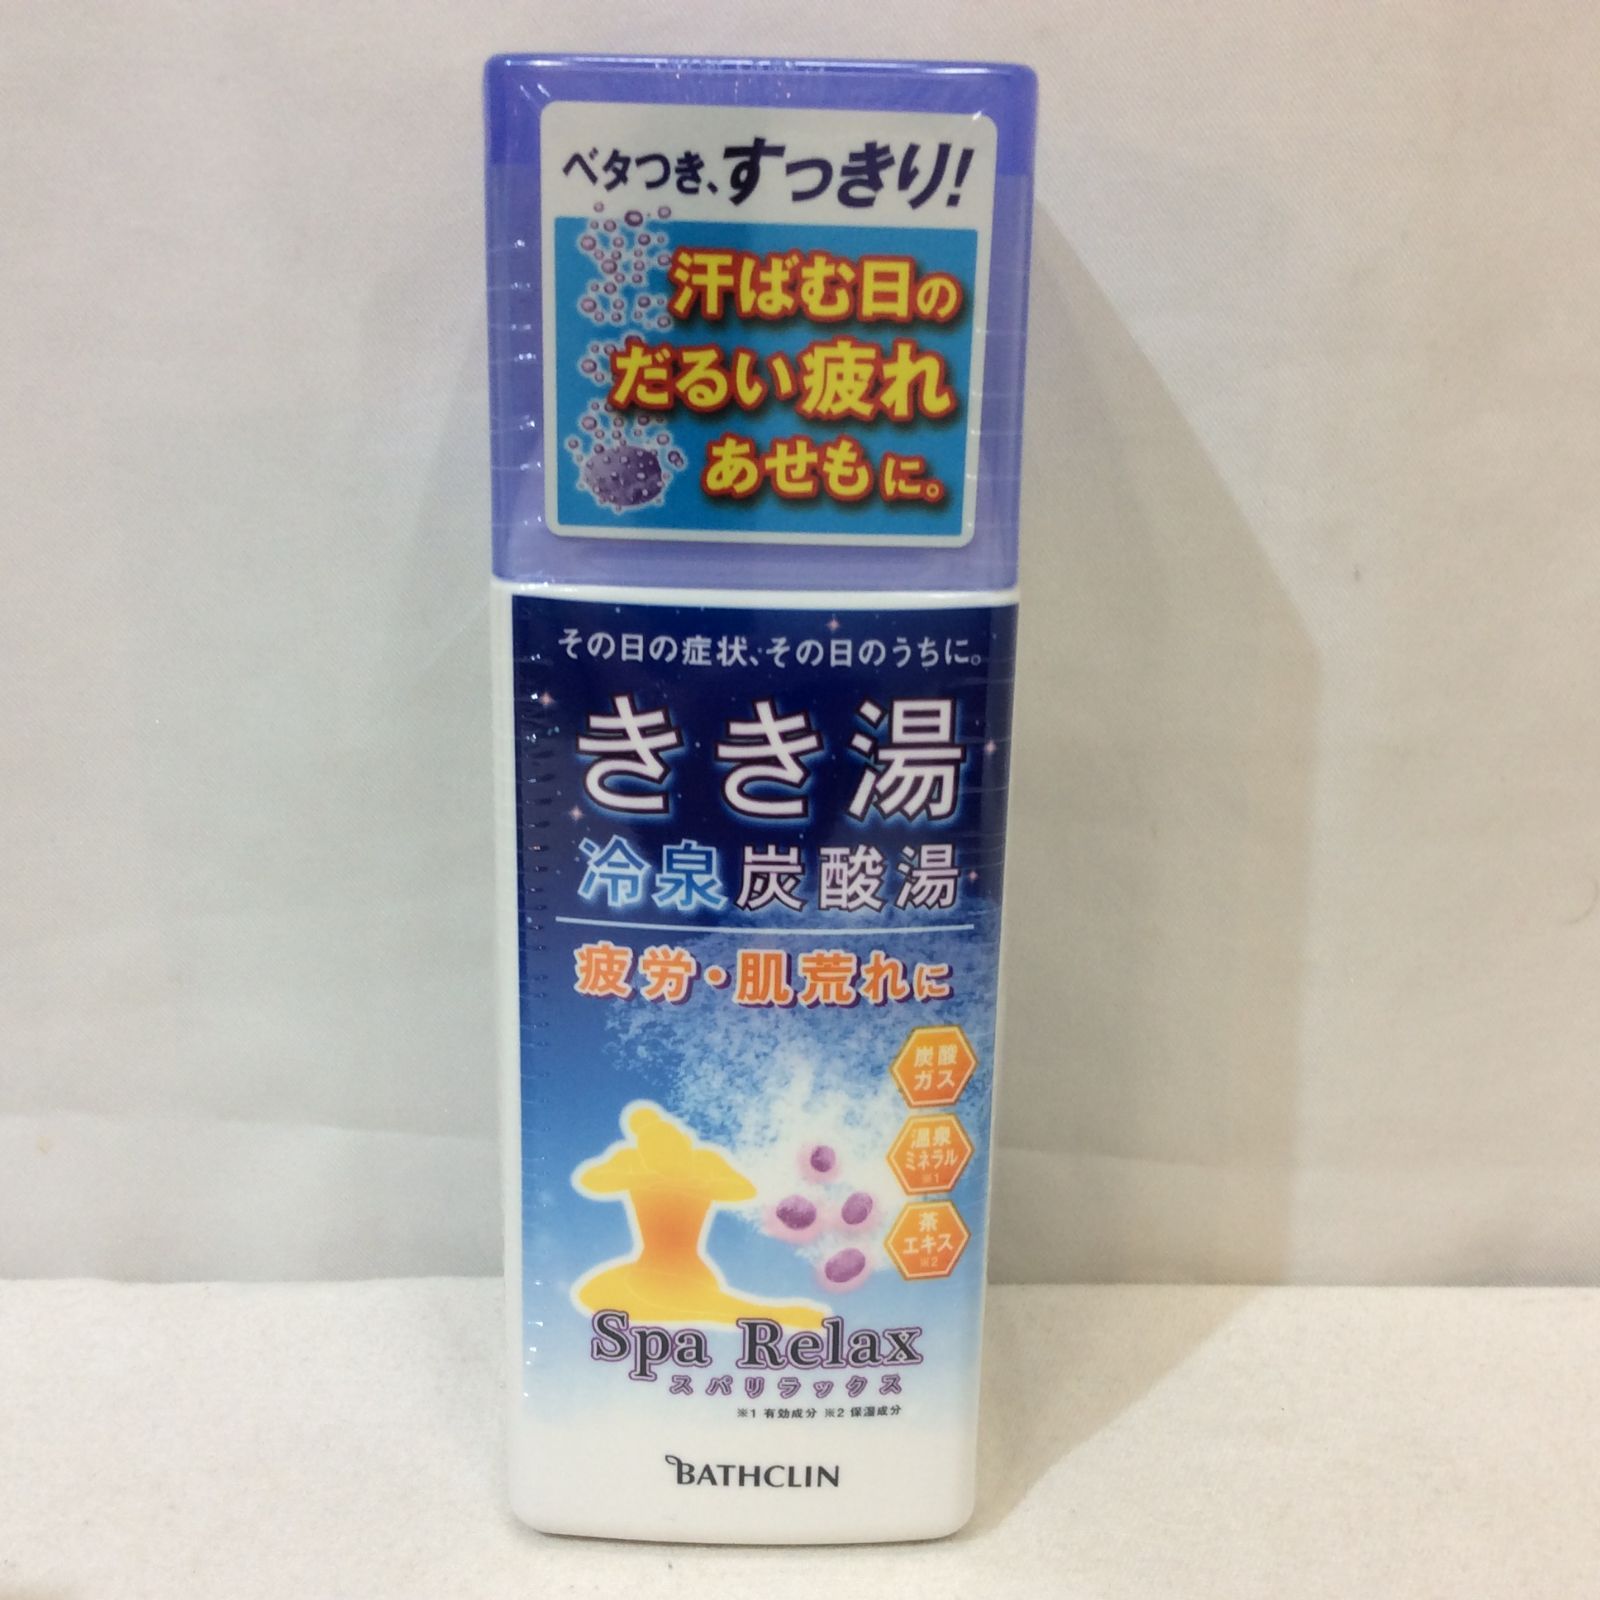 ベタつき、すっきり!
汗ばむ日の
だるい疲れ
あせもに。
その日の症状、その日のうちに。
きき湯
冷泉炭酸湯
疲労・肌荒れに
炭酸
ガス
温泉
ミネラル
※1
茶
エキス
※2
Spa Relax
スパリラックス
※1 有効成分 ※2 保湿成分
BATHCLIN